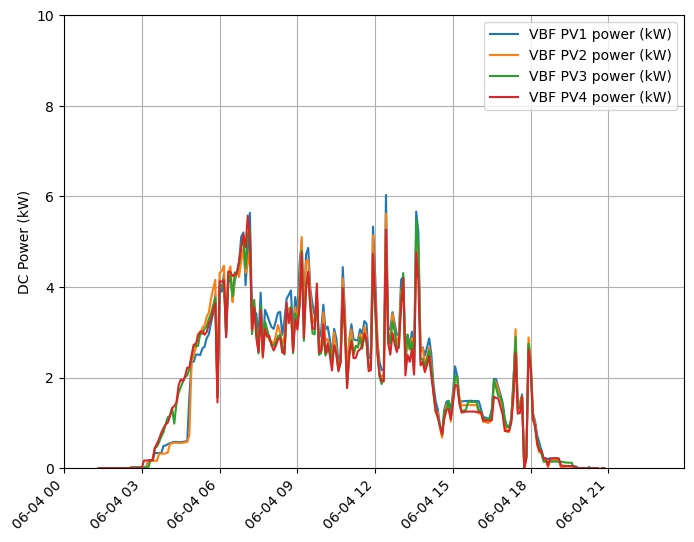 10
8
6
4
2
0
DC Power (kW)
VBF PV1 power (kW)
VBF PV2 power (kW)
VBF PV3 power (kW)
VBF PV4 power (kW)
06-04 00
06-04 03
06-04 06
06-04 09
06-04 12
06-04 15
06-04 18
06-04 21